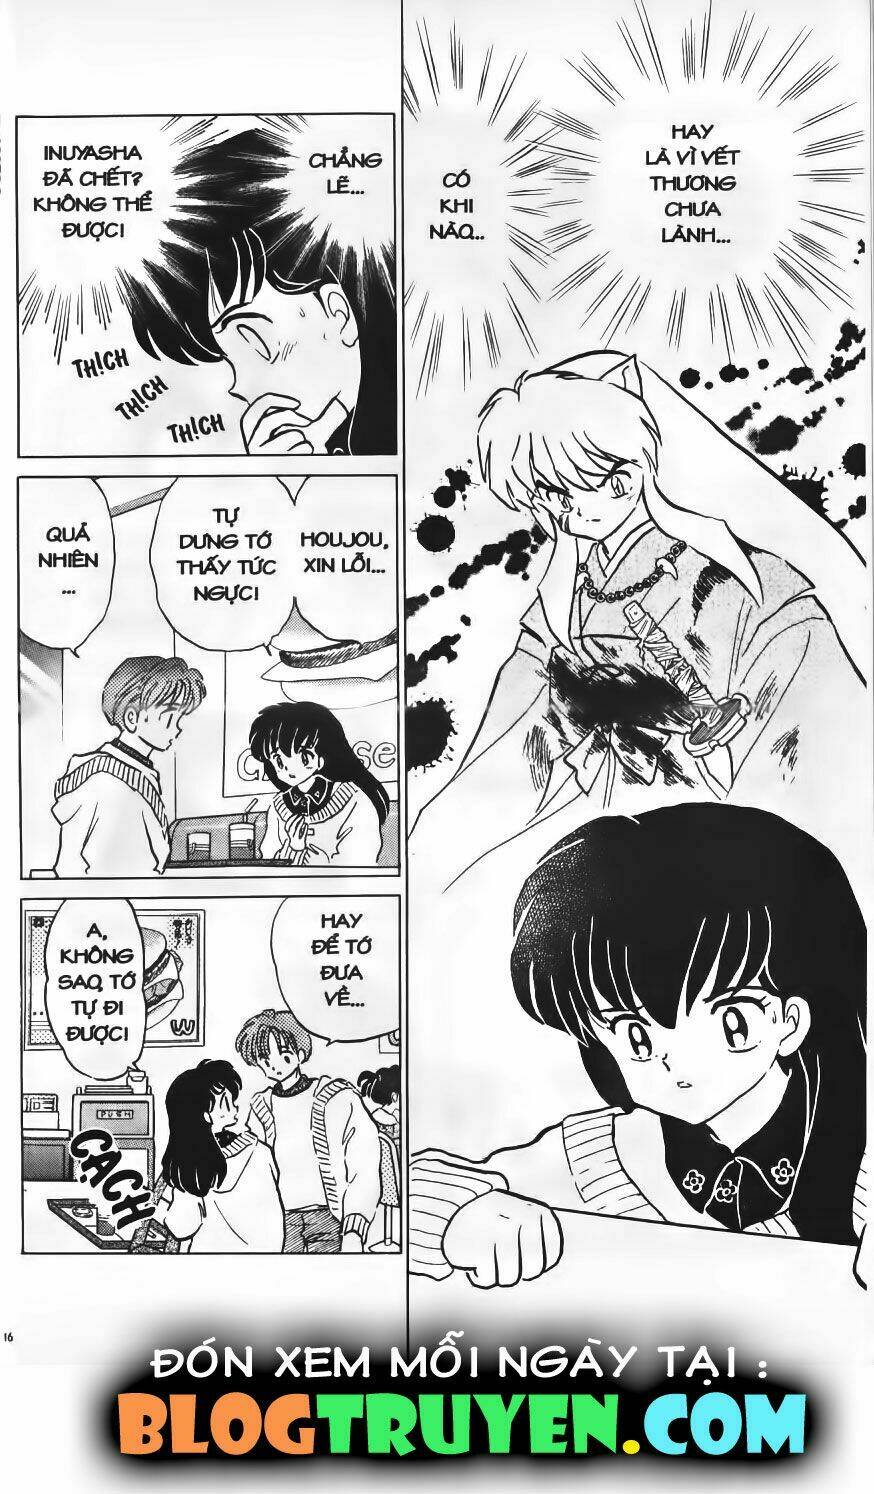 HAY
LÀ VÌ VẾT
THƯƠNG
CHƯA
LÀNH...
CÓ
KHI
NÀO...
CHẲNG
LẼ...
INUYASHA
ĐÃ CHẾT?
KHÔNG THỂ
ĐƯỢC!
THỊCH
THỊCH
THỊCH
HOUJOU,
XIN LỖI...
TỰ
DƯNG TỚ
THẤY TỨC
NGỰC!
QUẢ
NHIÊN
...
HAY
ĐỂ TỚ
ĐƯA
VỀ...
A,
KHÔNG
SAO, TỚ
TỰ ĐI
ĐƯỢC!
W
PUSH
CẠCH
16
ĐÓN XEM MỖI NGÀY TẠI :
BLOGTRUYEN.COM